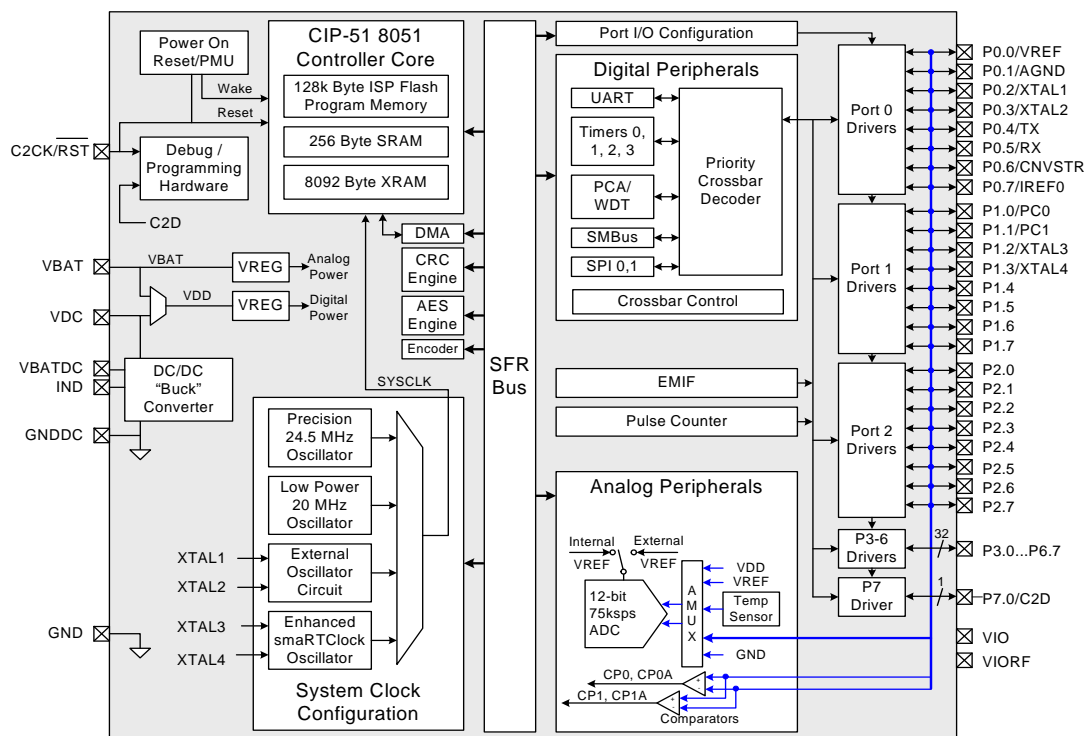 Power On
Reset/PMU
Wake
Reset
C2CK/RST
Debug /
Programming
Hardware
C2D
CIP-51 8051
Controller Core
128k Byte ISP Flash
Program Memory
256 Byte SRAM
8092 Byte XRAM
DMA
CRC
Engine
AES
Engine
Encoder
VBAT
VBAT
VREG
Analog
Power
VDD
VREG
Digital
Power
VDC
VBATDC
IND
DC/DC
“Buck”
Converter
GNDDC
SYSCLK
Precision
24.5 MHz
Oscillator
Low Power
20 MHz
Oscillator
XTAL1
XTAL2
External
Oscillator
Circuit
XTAL3
XTAL4
Enhanced
smaRTClock
Oscillator
GND
System Clock
Configuration
SFR
Bus
Port I/O Configuration
Digital Peripherals
UART
Timers 0,
1, 2, 3
PCA/
WDT
SMBus
SPI 0,1
Priority
Crossbar
Decoder
Crossbar Control
EMIF
Pulse Counter
Analog Peripherals
Internal
VREF
External
VREF
12-bit
75ksps
ADC
A
M
U
X
VDD
VREF
Temp
Sensor
GND
CP0, CP0A
+
-
CP1, CP1A
+
-
Comparators
Port 0
Drivers
Port 1
Drivers
Port 2
Drivers
P3-6
Drivers
P7
Driver
32
1
P0.0/VREF
P0.1/AGND
P0.2/XTAL1
P0.3/XTAL2
P0.4/TX
P0.5/RX
P0.6/CNVSTR
P0.7/IREF0
P1.0/PC0
P1.1/PC1
P1.2/XTAL3
P1.3/XTAL4
P1.4
P1.5
P1.6
P1.7
P2.0
P2.1
P2.2
P2.3
P2.4
P2.5
P2.6
P2.7
P3.0...P6.7
P7.0/C2D
VIO
VIORF